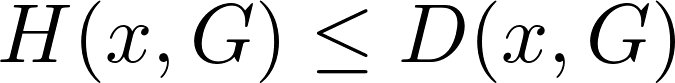 H(x, G) ≤ D(x, G)